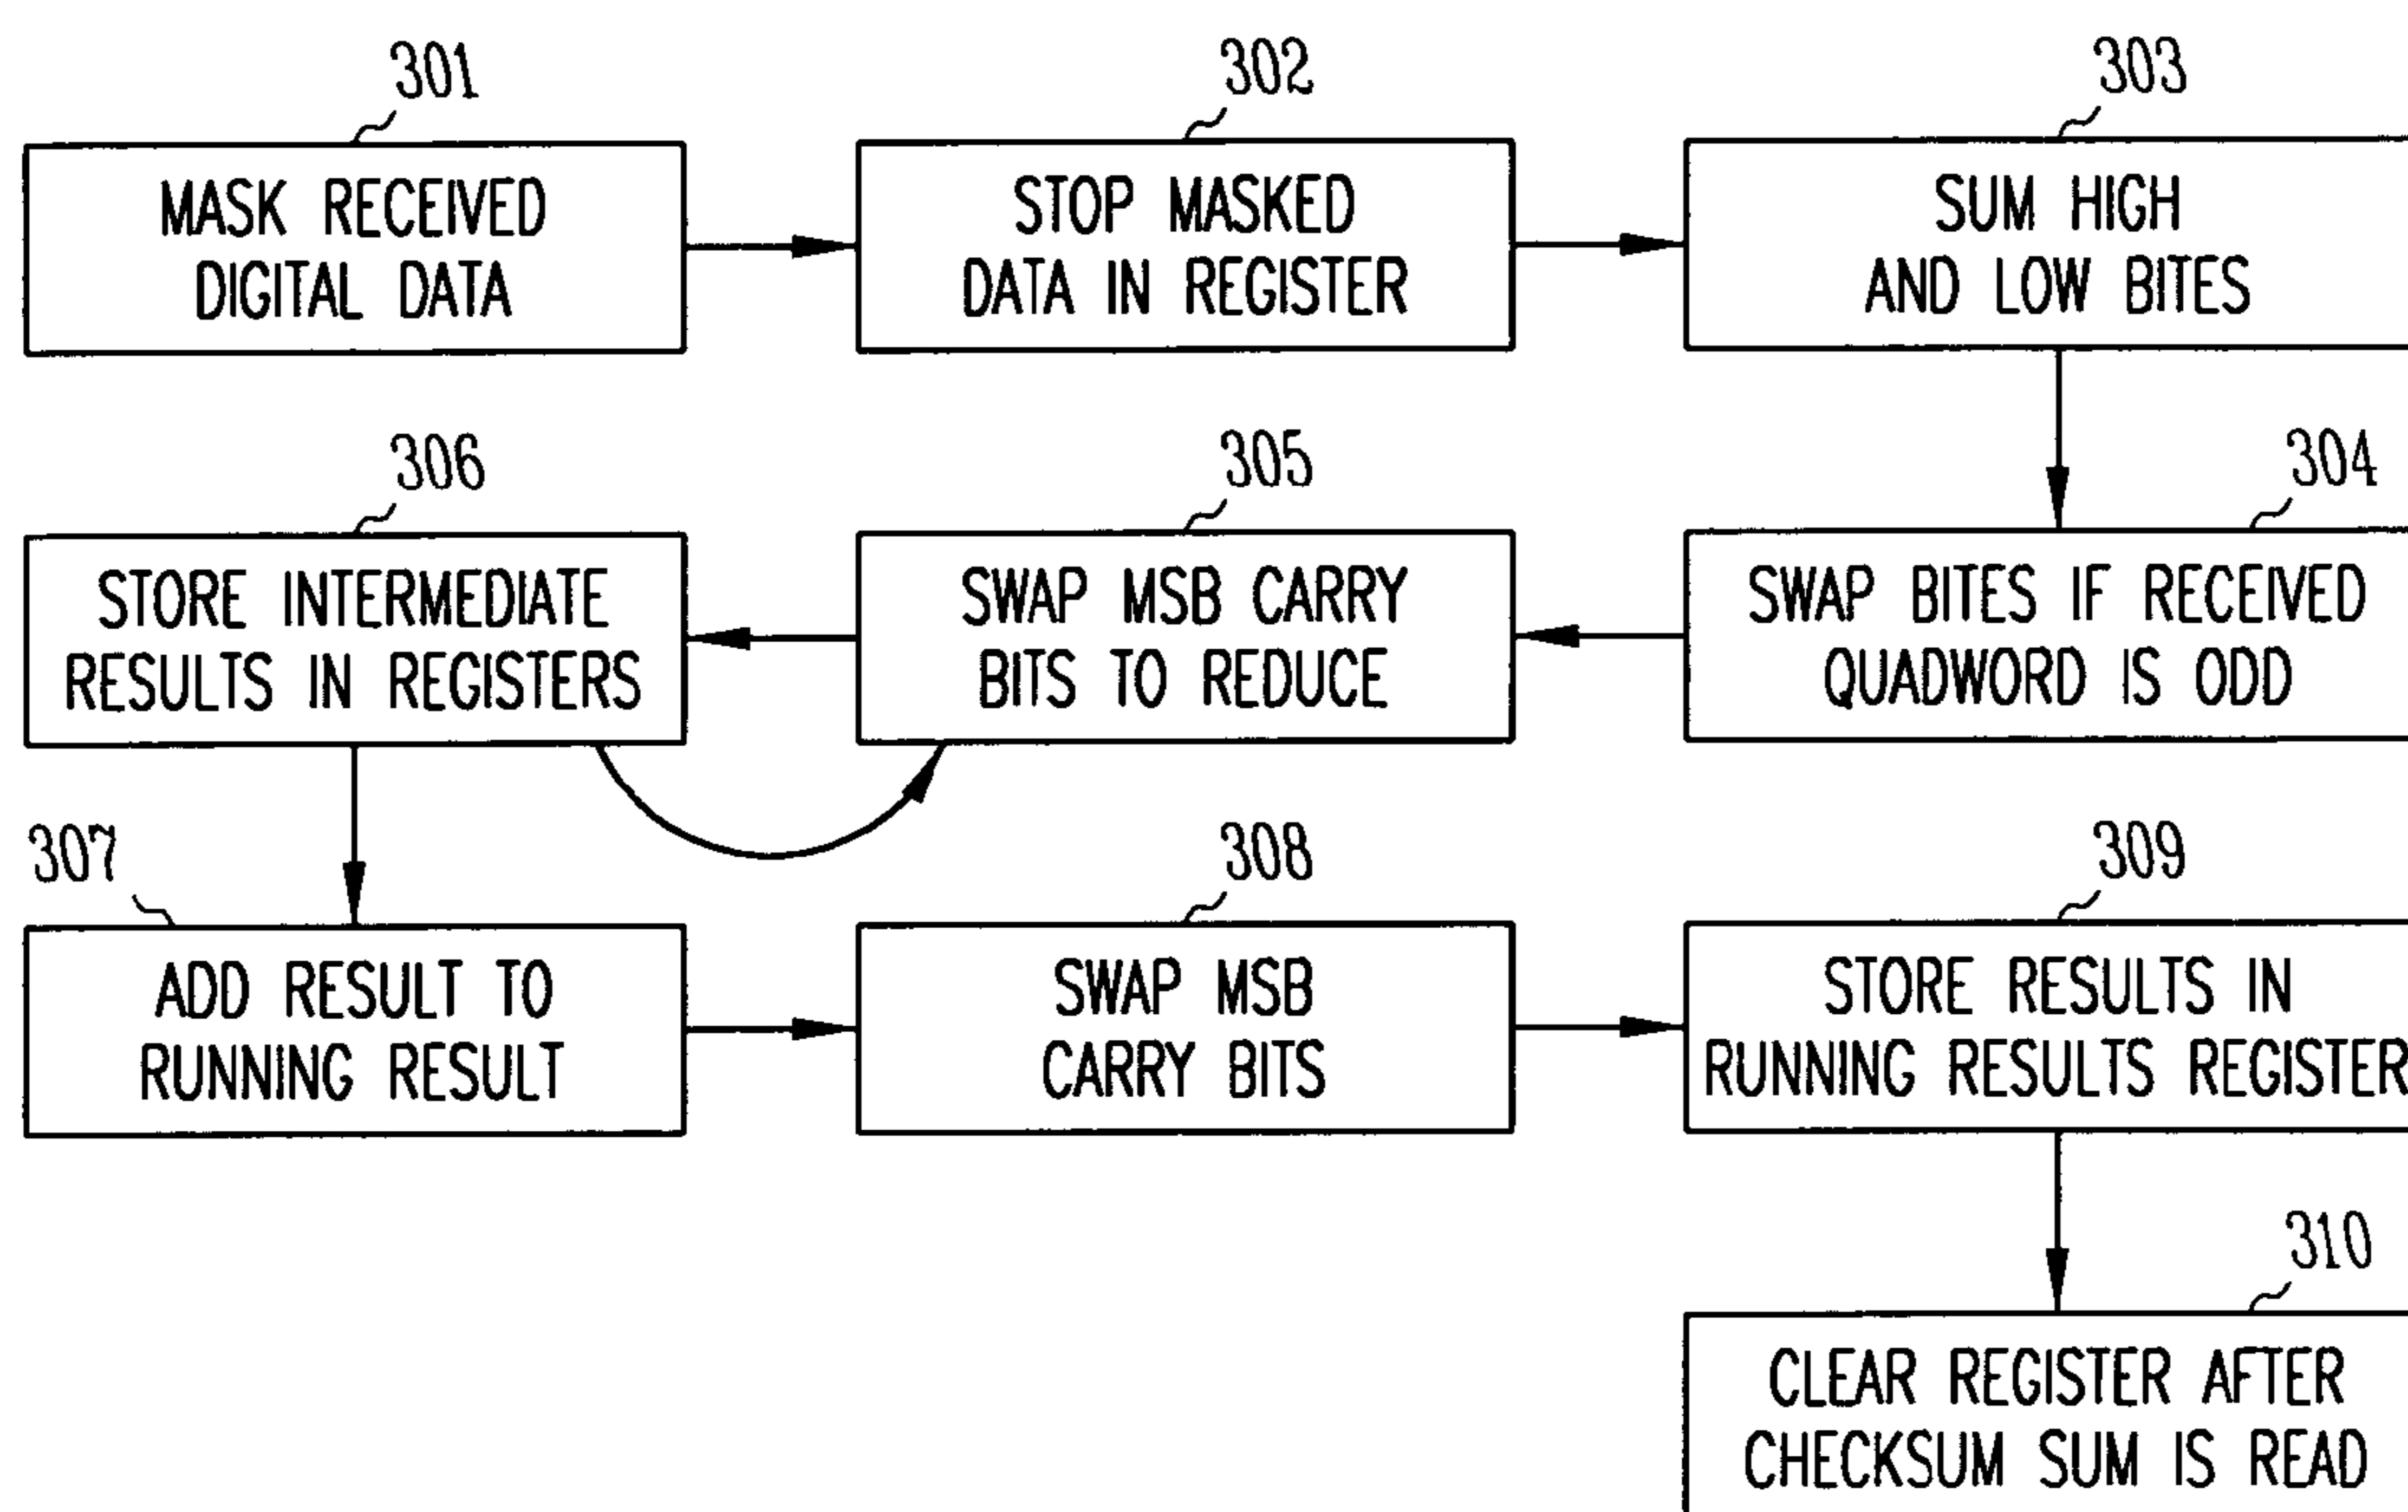 301
MASK RECEIVED
DIGITAL DATA
302
STOP MASKED
DATA IN REGISTER
303
SUM HIGH
AND LOW BITES
304
SWAP BITES IF RECEIVED
QUADWORD IS ODD
305
SWAP MSB CARRY
BITS TO REDUCE
306
STORE INTERMEDIATE
RESULTS IN REGISTERS
307
ADD RESULT TO
RUNNING RESULT
308
SWAP MSB
CARRY BITS
309
STORE RESULTS IN
RUNNING RESULTS REGISTER
310
CLEAR REGISTER AFTER
CHECKSUM SUM IS READ